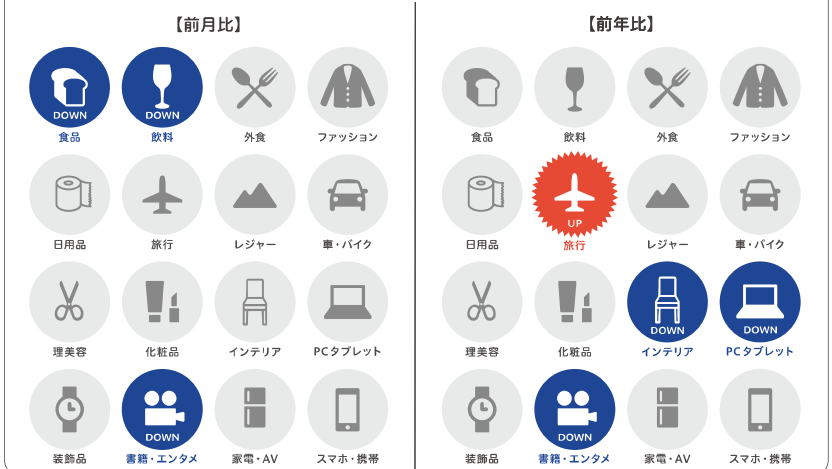 【前月比】
DOWN
DOWN
食品
飲料
外食
ファッション
日用品
旅行
レジャー
車・バイク
理美容
化粧品
インテリア
PCタブレット
DOWN
装飾品
書籍・エンタメ
家電・AV
スマホ・携帯
【前年比】
食品
飲料
外食
ファッション
UP
日用品
旅行
レジャー
車・バイク
DOWN
DOWN
理美容
化粧品
インテリア
PCタブレット
DOWN
装飾品
書籍・エンタメ
家電・AV
スマホ・携帯